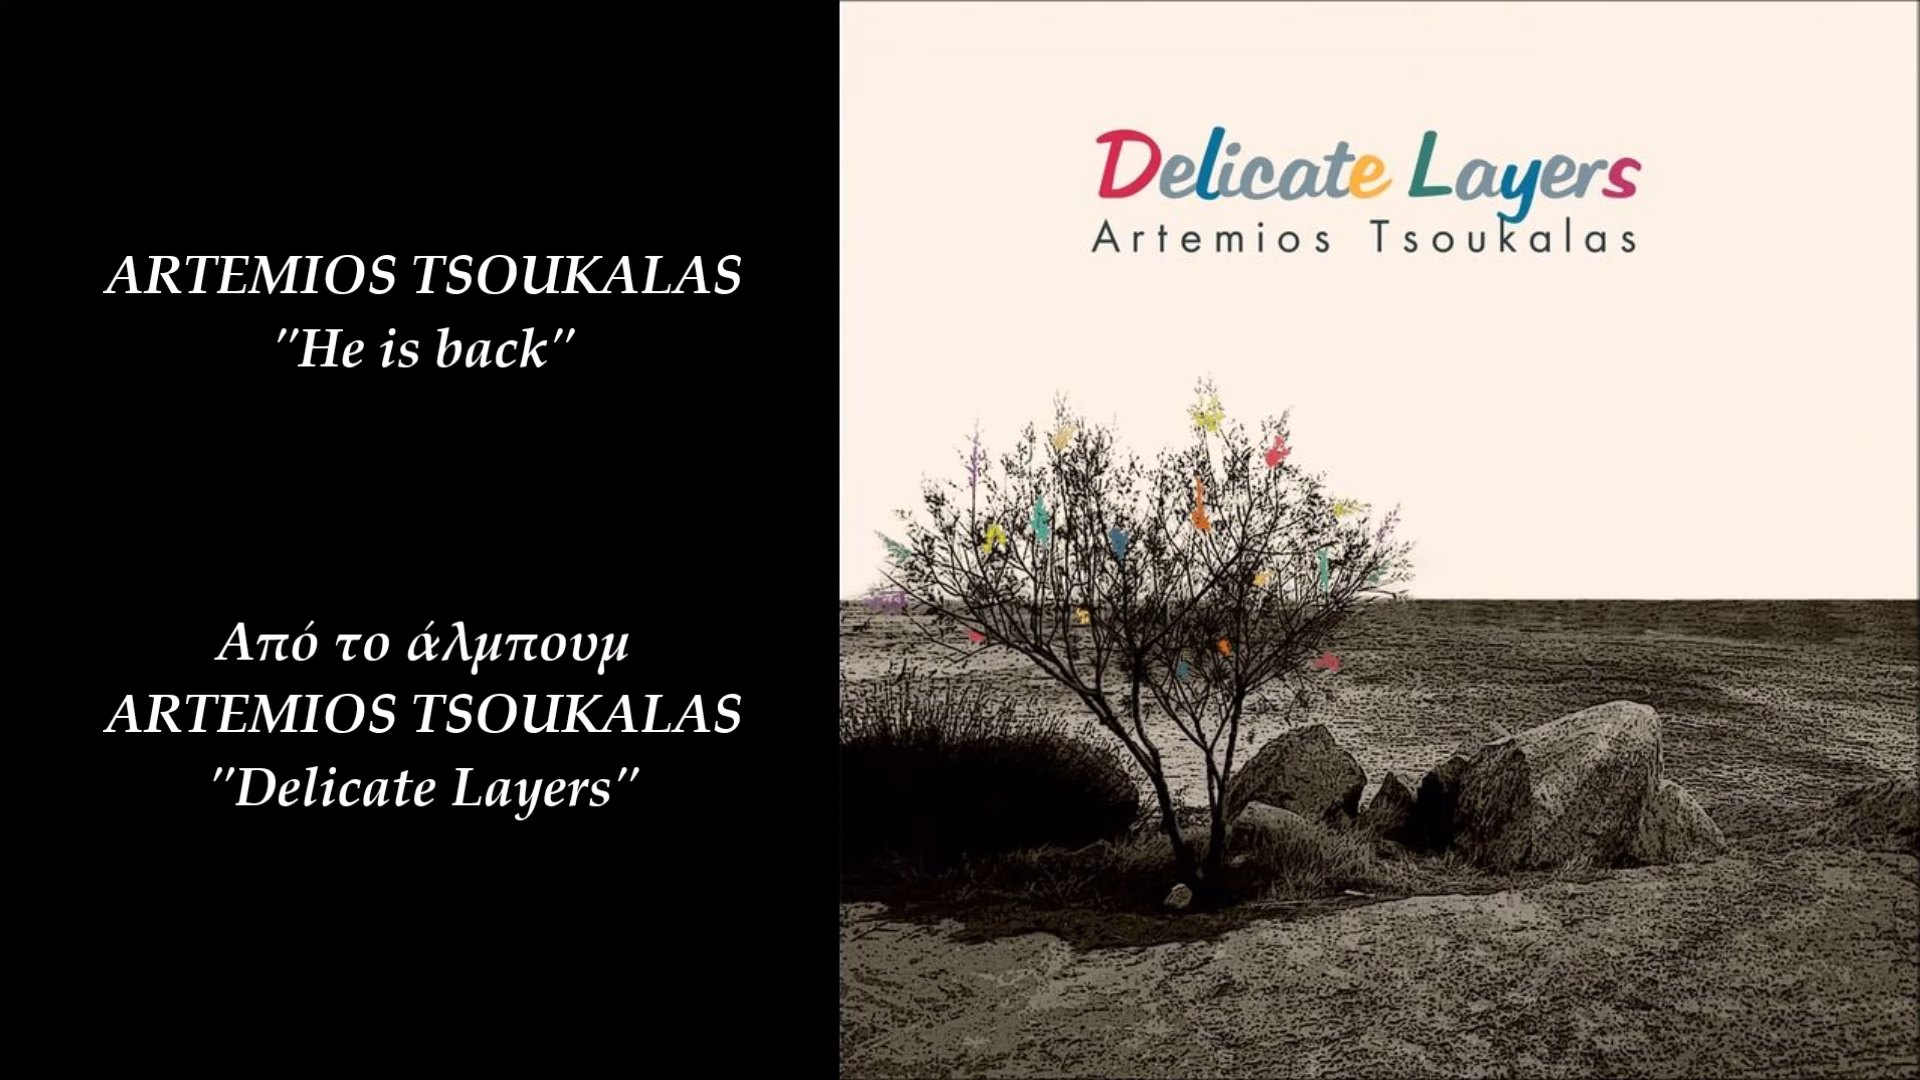 ARTEMIOS TSOUKALAS
"He is back"
Από το άλμπουμ
ARTEMIOS TSOUKALAS
"Delicate Layers"
Delicate Layers
Artemios Tsoukalas